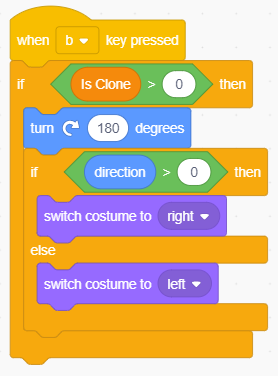 when b key pressed
if Is Clone > 0 then
turn 180 degrees
if direction > 0 then
switch costume to right
else
switch costume to left